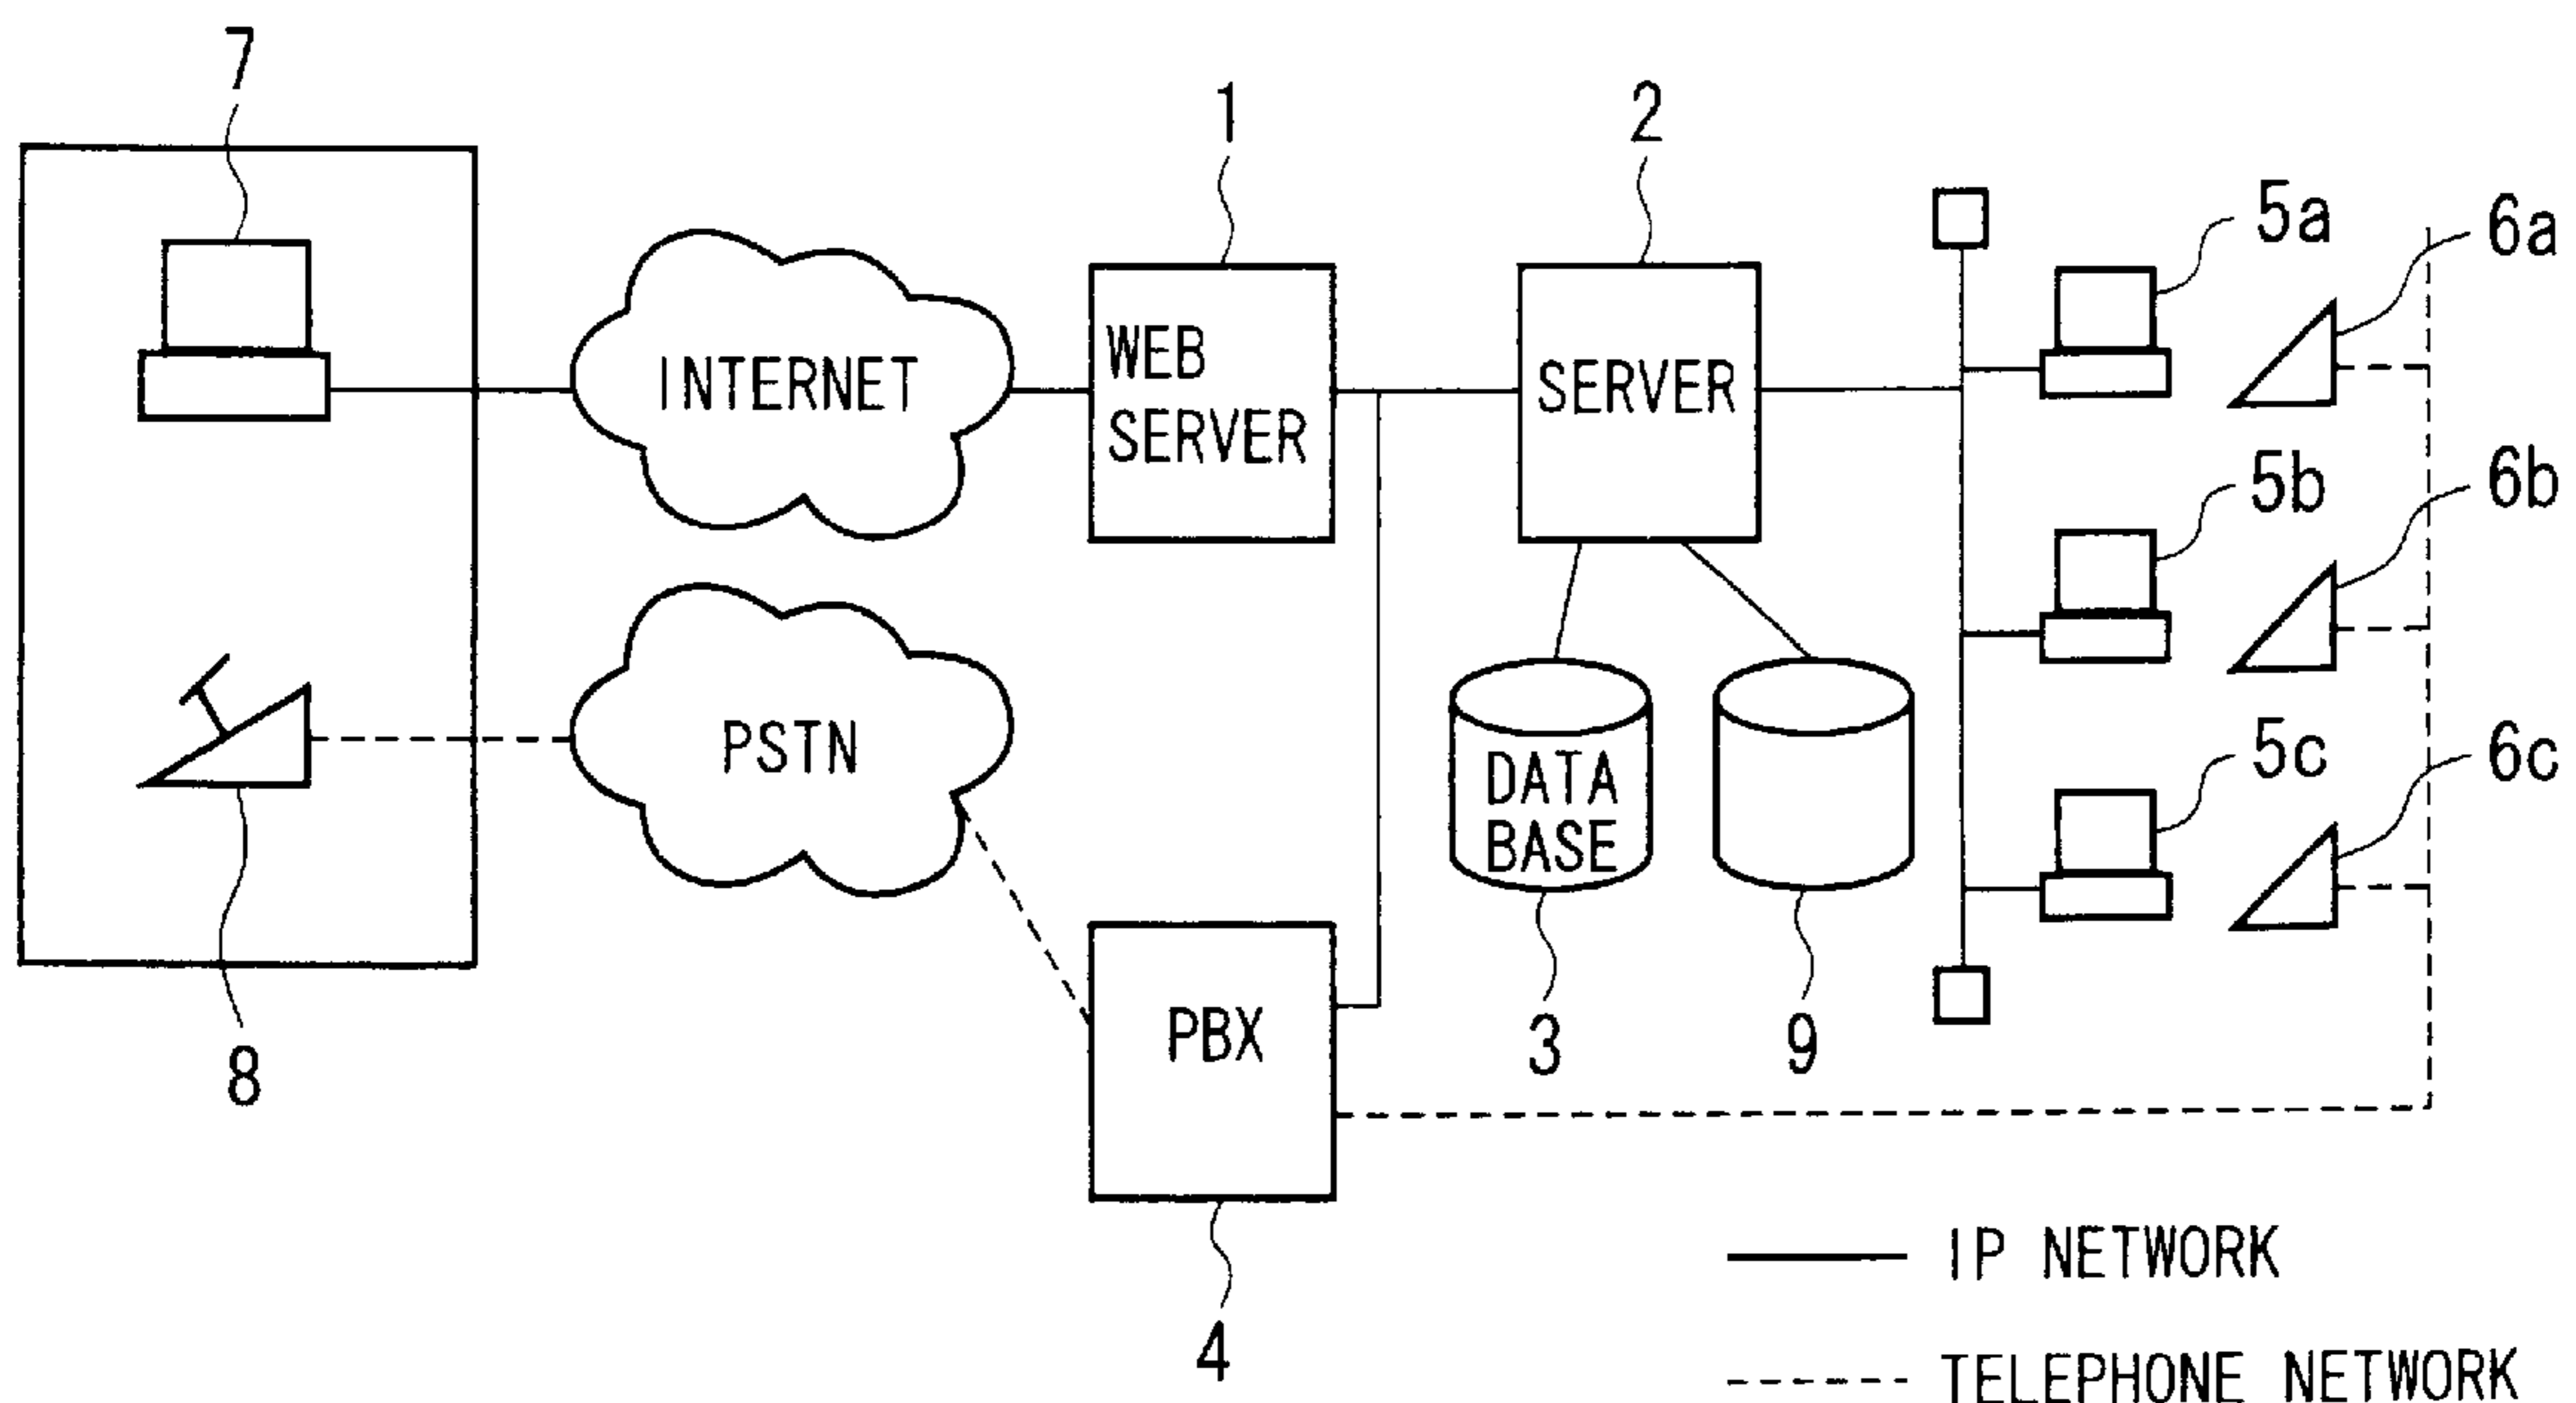 7
1
2
5a
6a
INTERNET
WEB
SERVER
SERVER
5b
6b
PSTN
DATA
BASE
5c
6c
PBX
3
9
8
4
IP NETWORK
TELEPHONE NETWORK